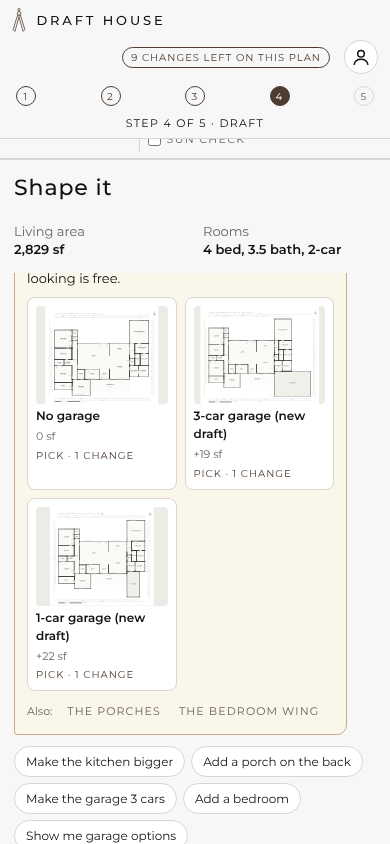 DRAFT HOUSE
9 CHANGES LEFT ON THIS PLAN
1 2 3 4 5
STEP 4 OF 5 · DRAFT
SUN CHECK
Shape it
Living area Rooms
2,829 sf 4 bed, 3.5 bath, 2-car
looking is free.
No garage
0 sf
PICK · 1 CHANGE
3-car garage (new
draft)
+19 sf
PICK · 1 CHANGE
1-car garage (new
draft)
+22 sf
PICK · 1 CHANGE
Also: THE PORCHES THE BEDROOM WING
Make the kitchen bigger Add a porch on the back
Make the garage 3 cars Add a bedroom
Show me garage options